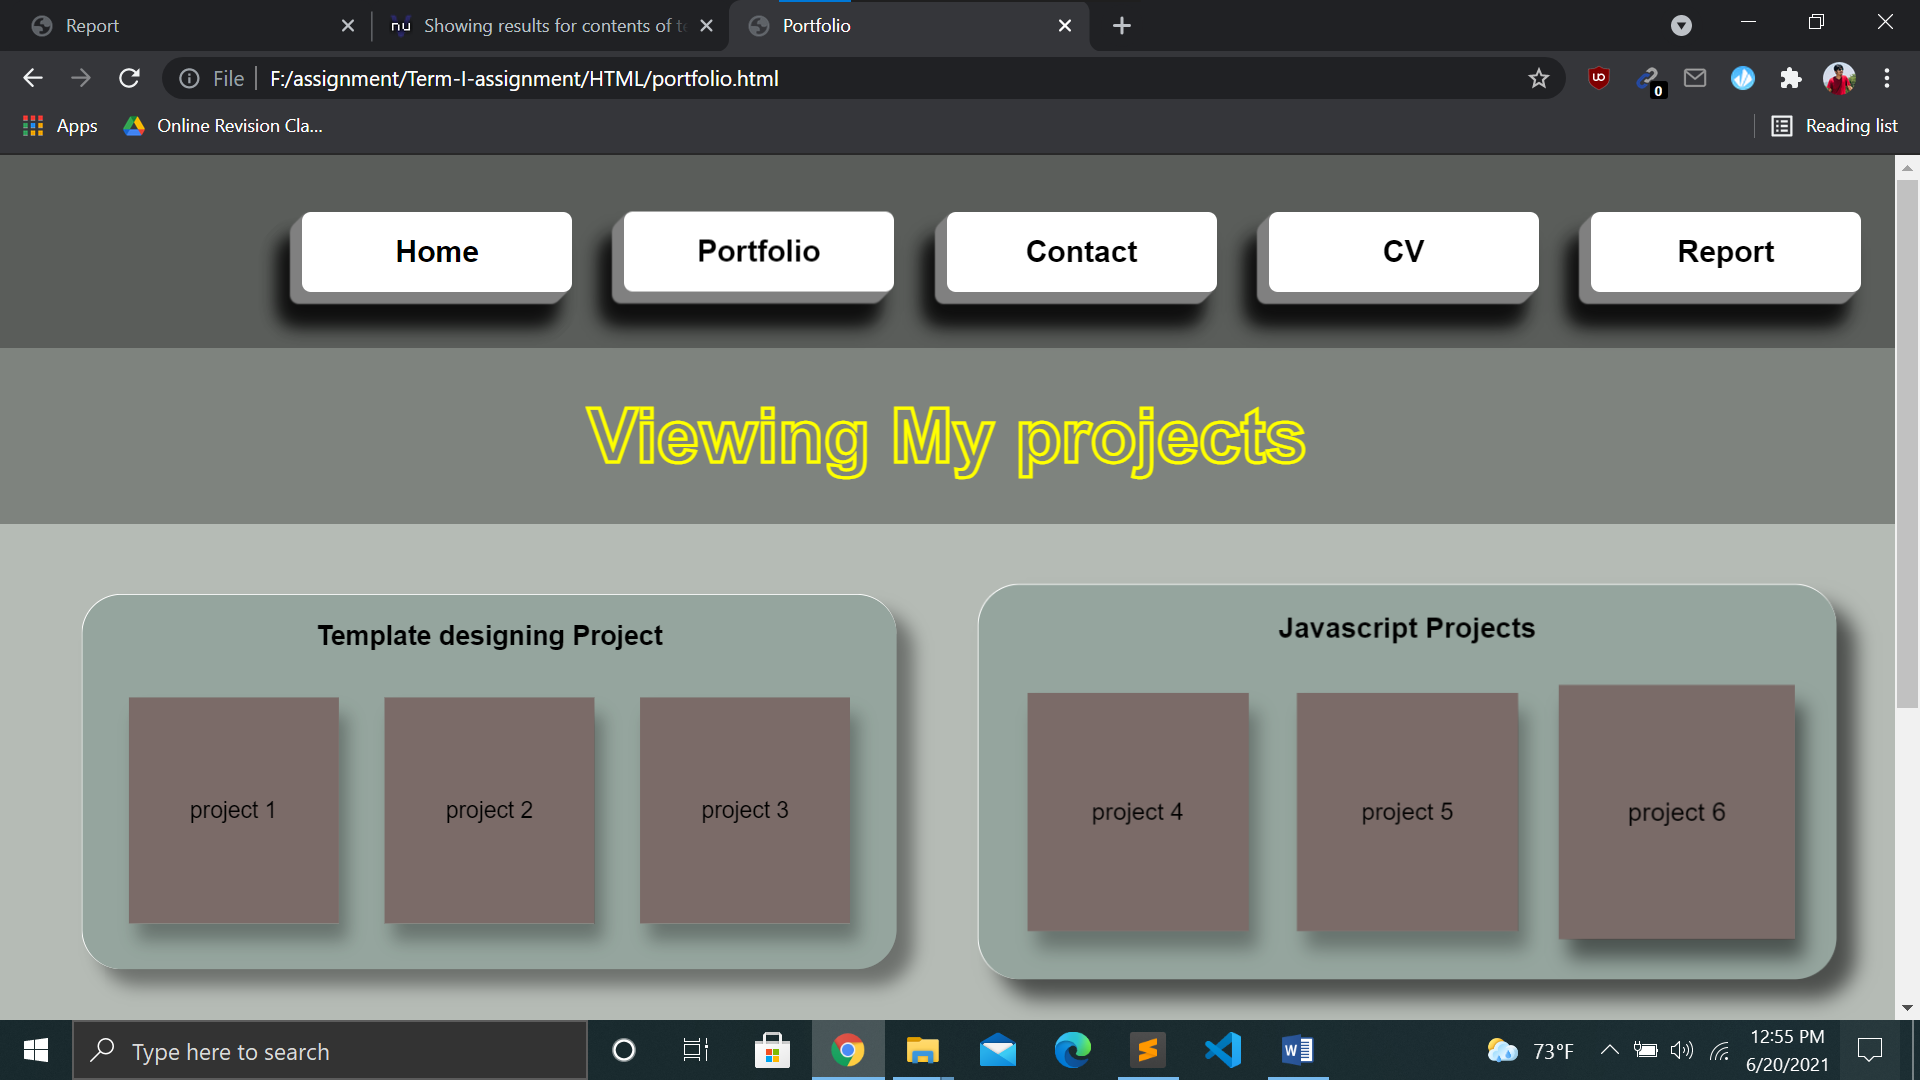 Report
Showing results for contents of te
Portfolio
File
F:/assignment/Term-I-assignment/HTML/portfolio.html
0
Apps
Online Revision Cla...
Reading list
Home
Portfolio
Contact
CV
Report
Viewing My projects
Template designing Project
Javascript Projects
project 1
project 2
project 3
project 4
project 5
project 6
Type here to search
73°F
12:55 PM
6/20/2021